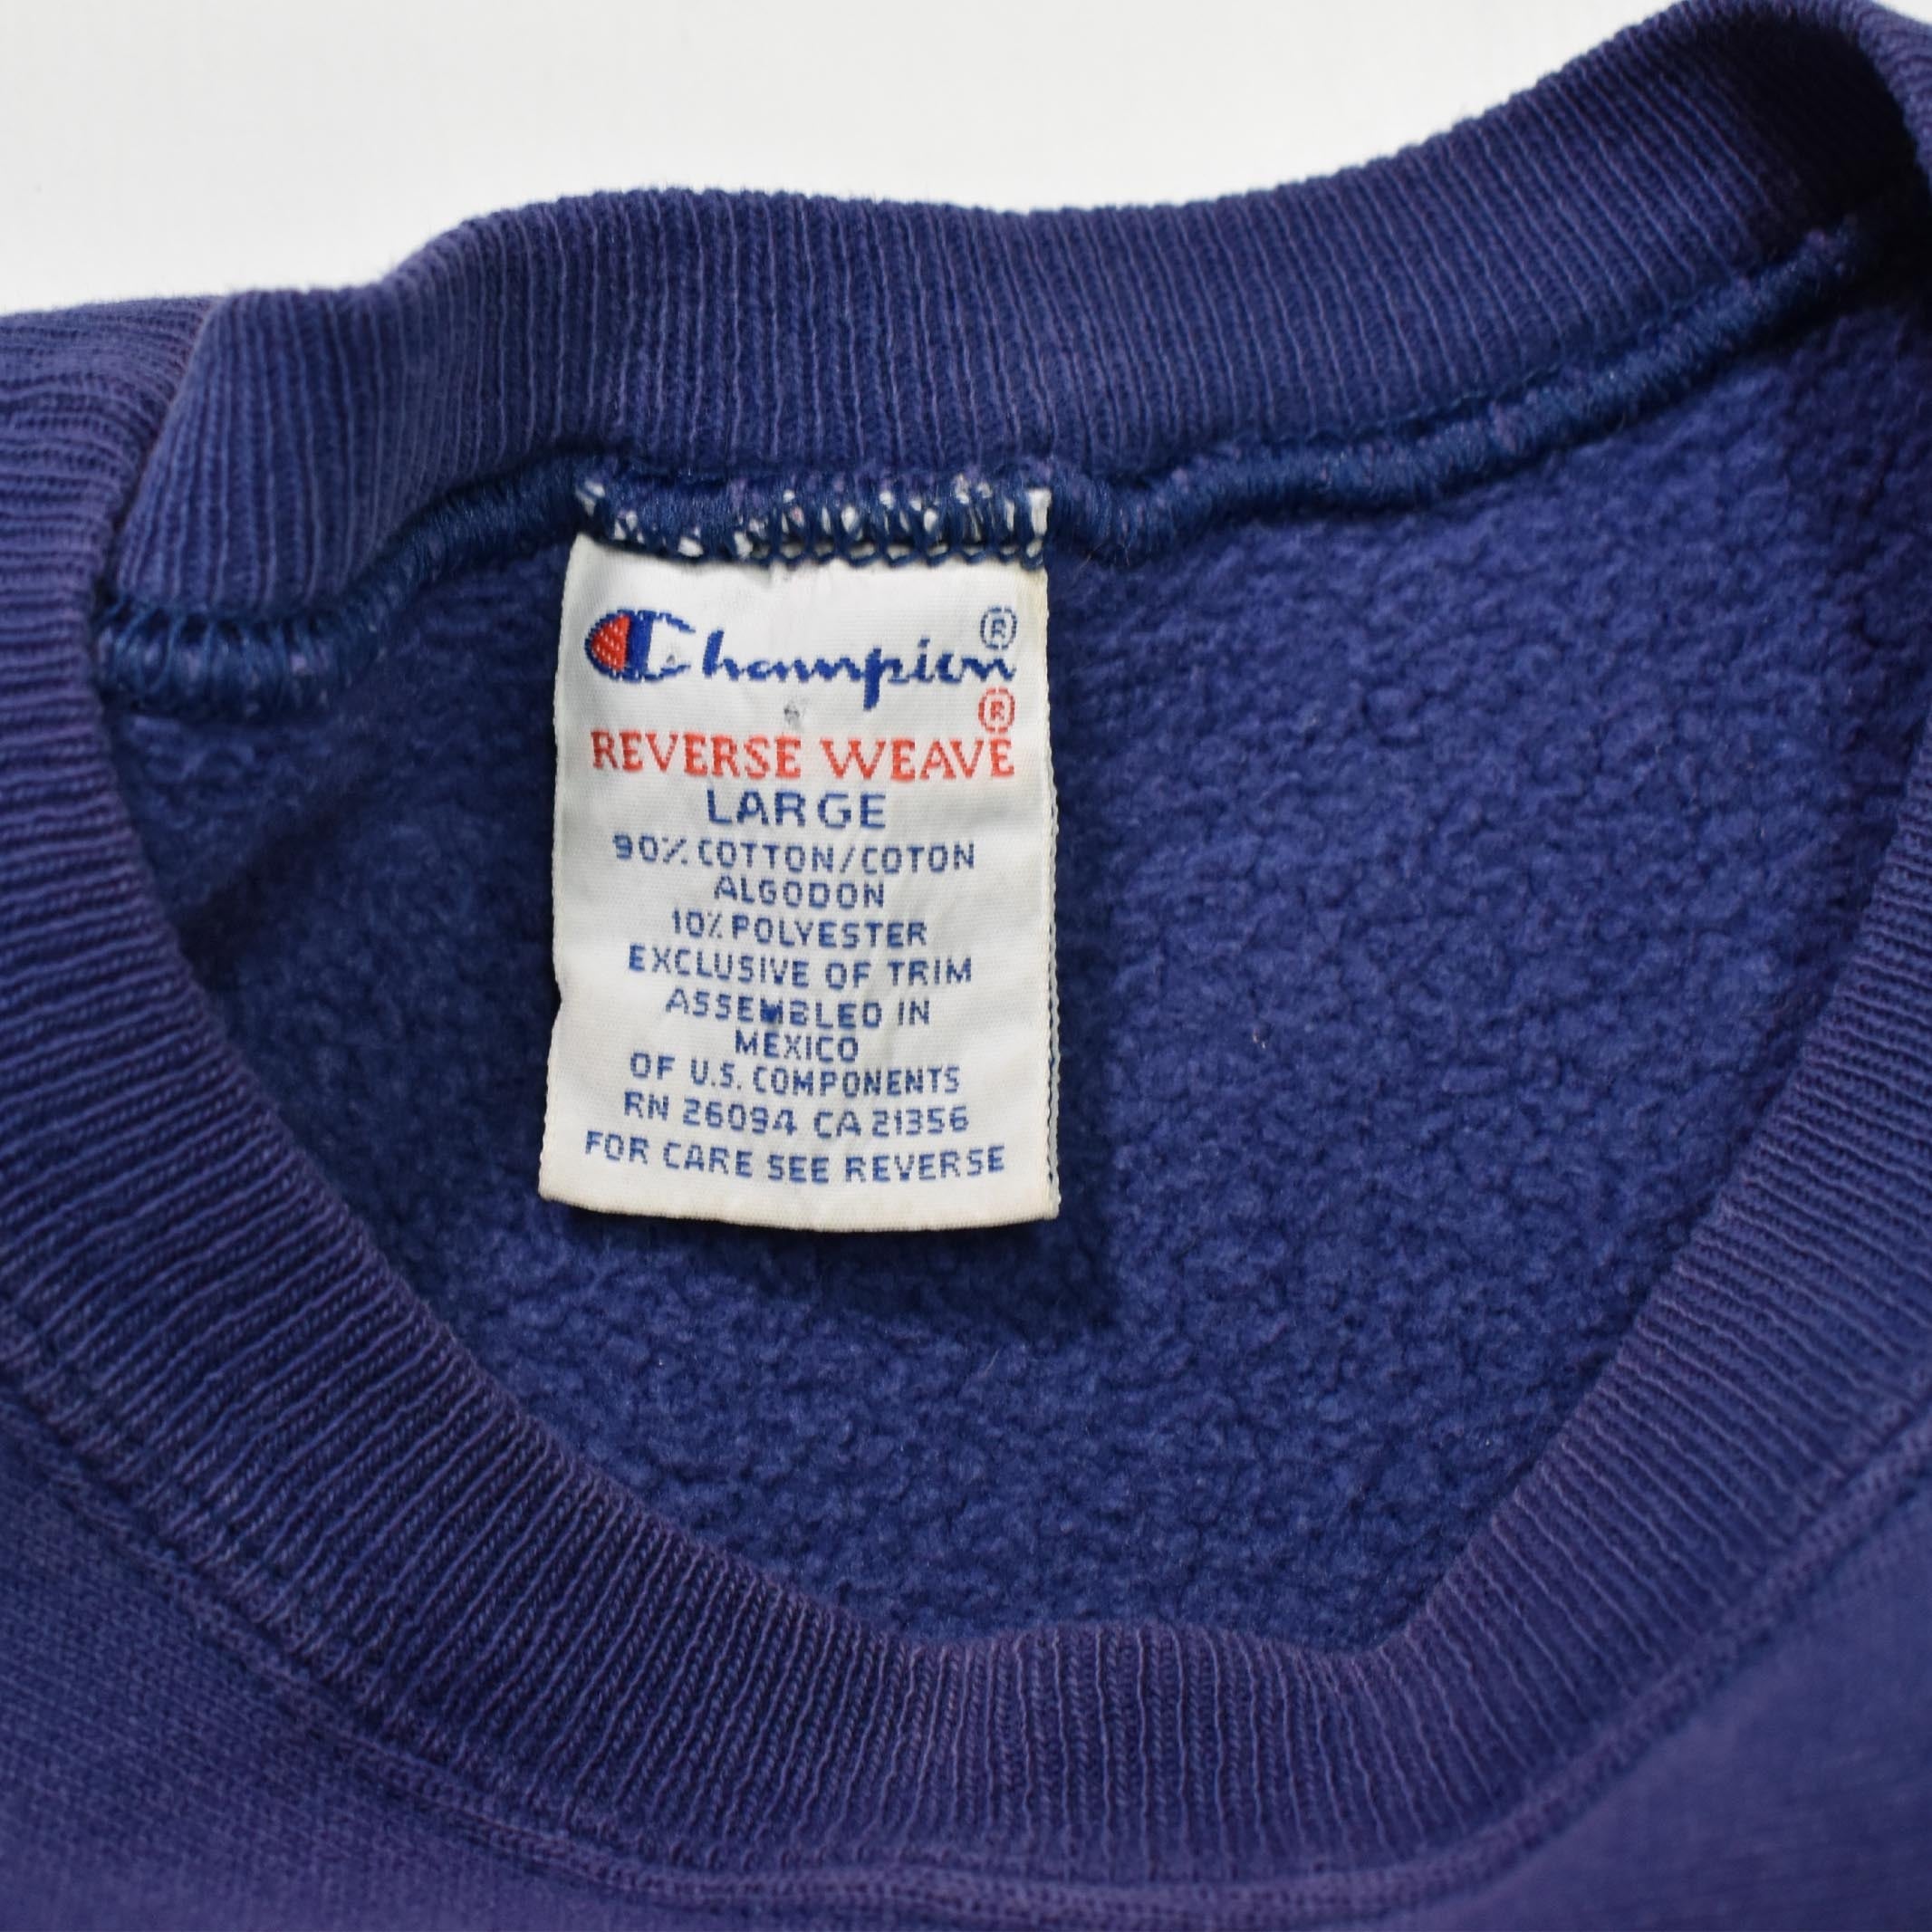 Champion®
REVERSE WEAVE®
LARGE
90% COTTON/COTON
ALGODON
10% POLYESTER
EXCLUSIVE OF TRIM
ASSEMBLED IN
MEXICO
OF U.S. COMPONENTS
RN 26094 CA 21356
FOR CARE SEE REVERSE